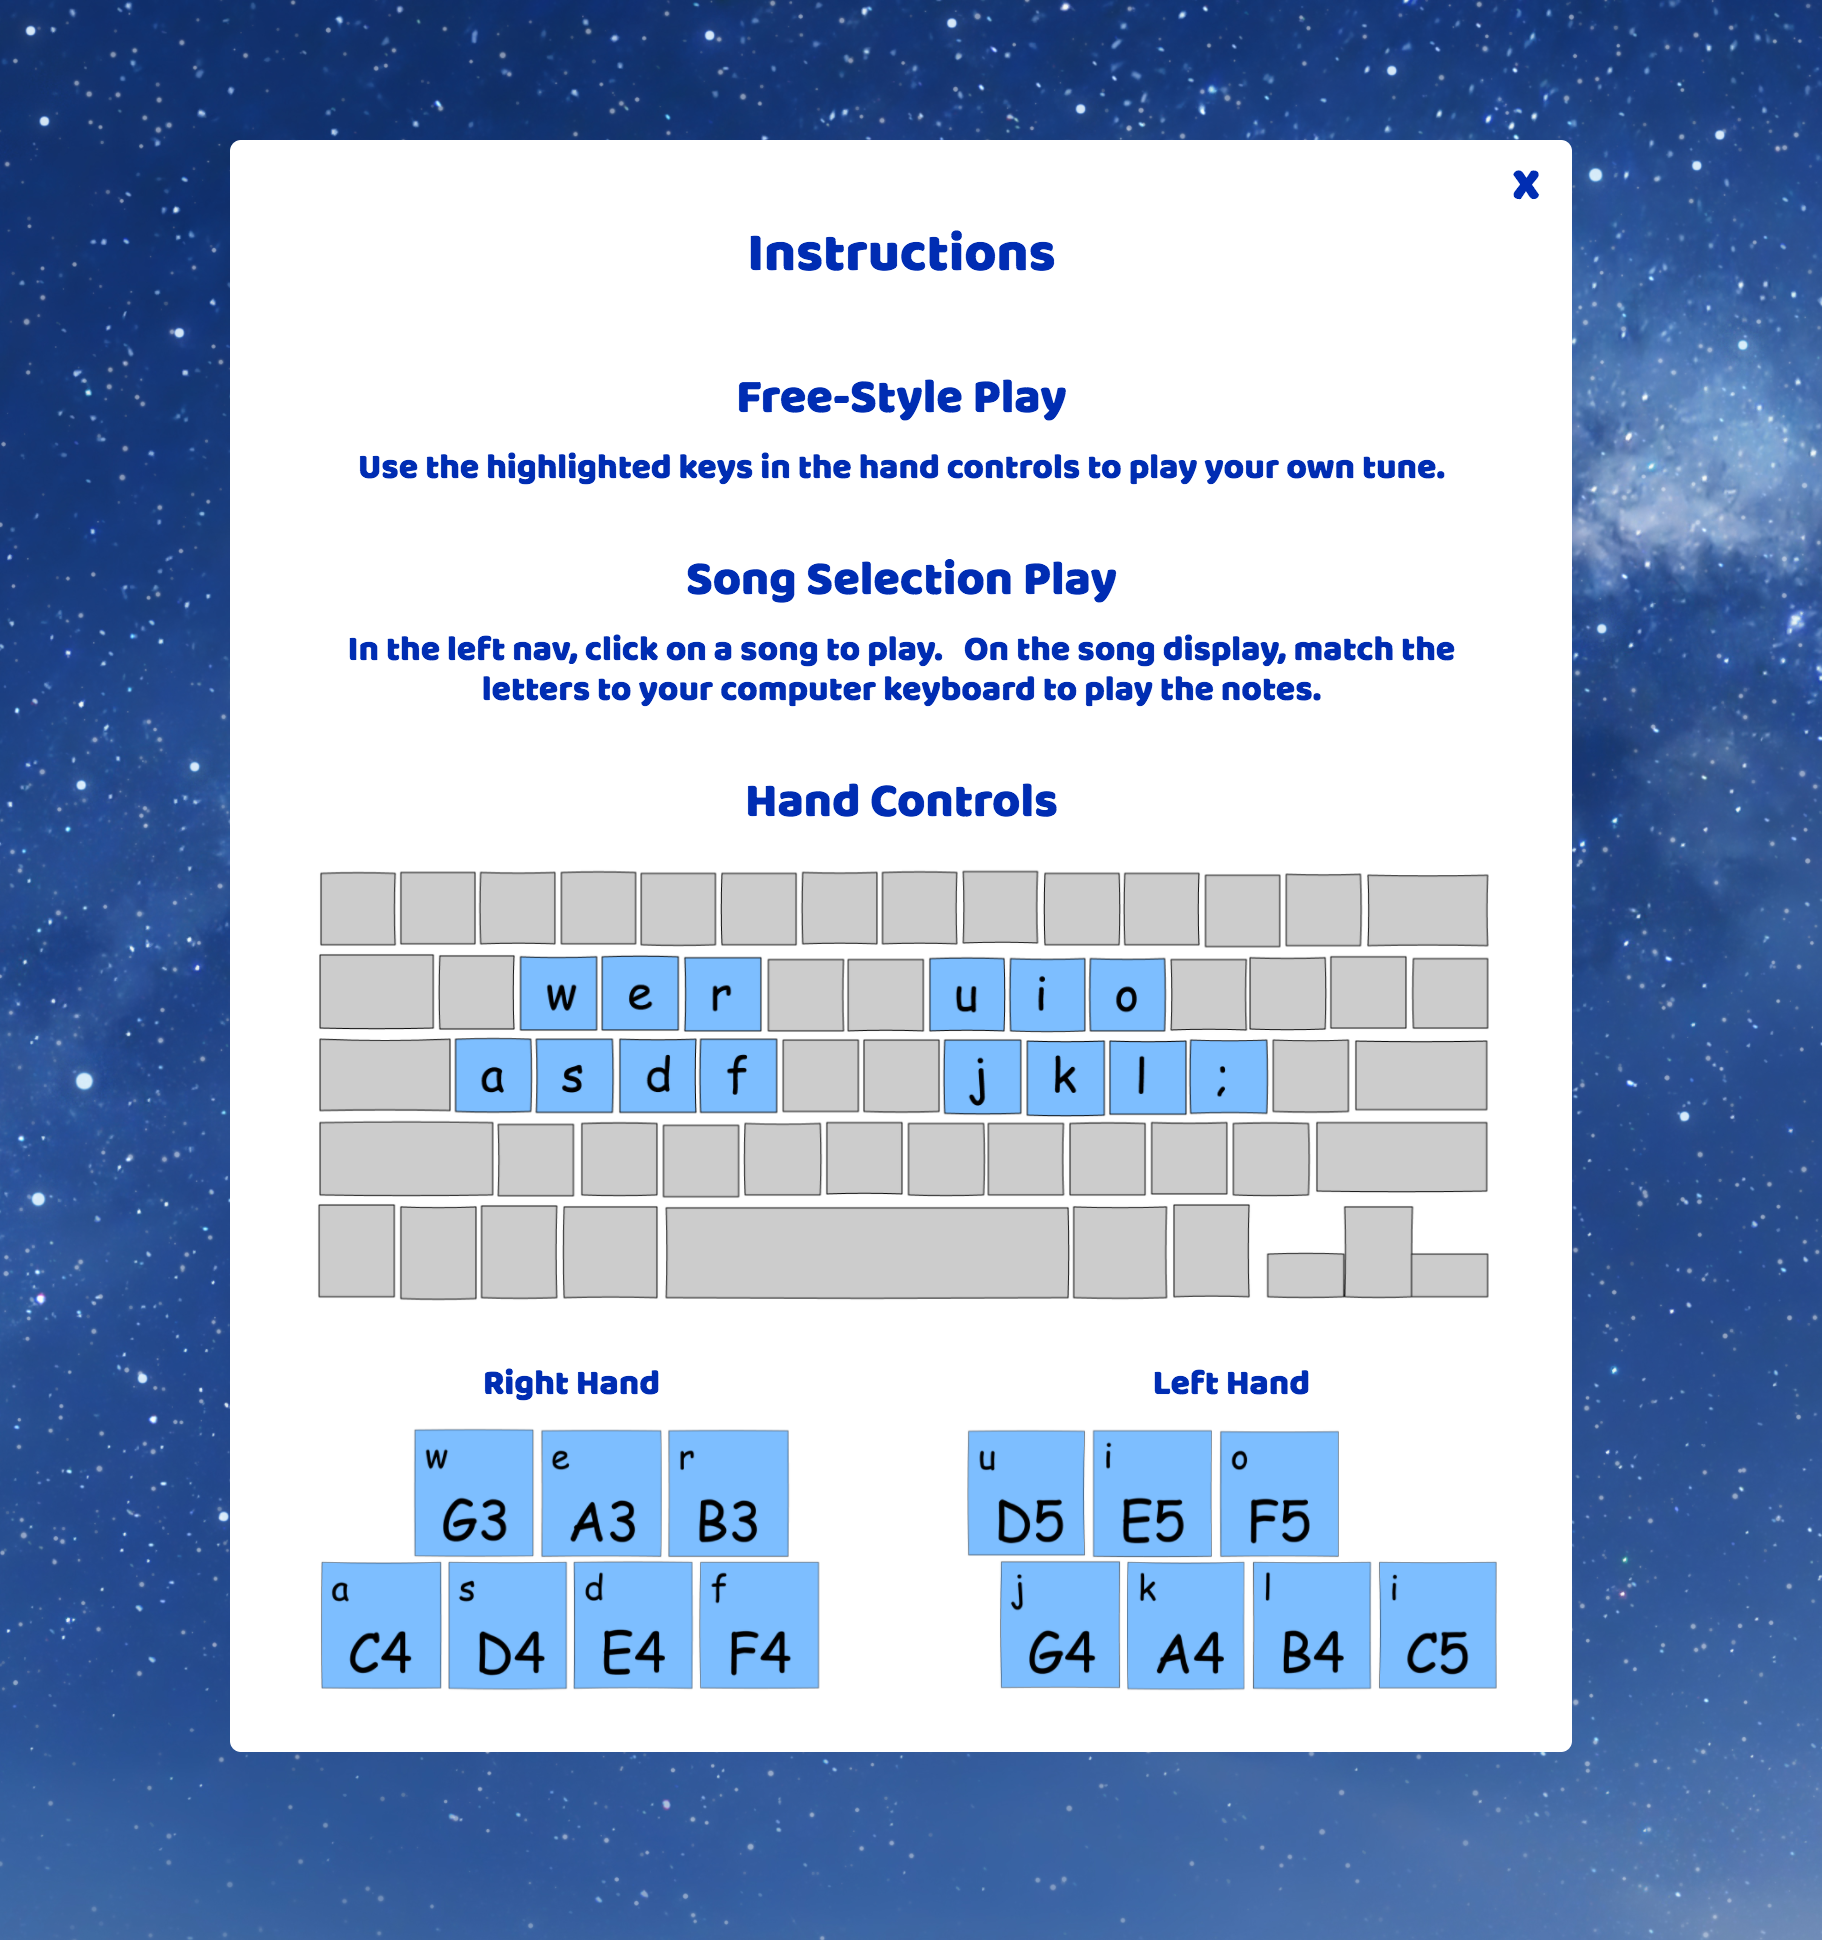 x
Instructions
Free-Style Play
Use the highlighted keys in the hand controls to play your own tune.
Song Selection Play
In the left nav, click on a song to play. On the song display, match the
letters to your computer keyboard to play the notes.
Hand Controls
w e r u i o
a s d f j k l ;
Right Hand
w e r
G3 A3 B3
a s d f
C4 D4 E4 F4
Left Hand
u i o
D5 E5 F5
j k l i
G4 A4 B4 C5